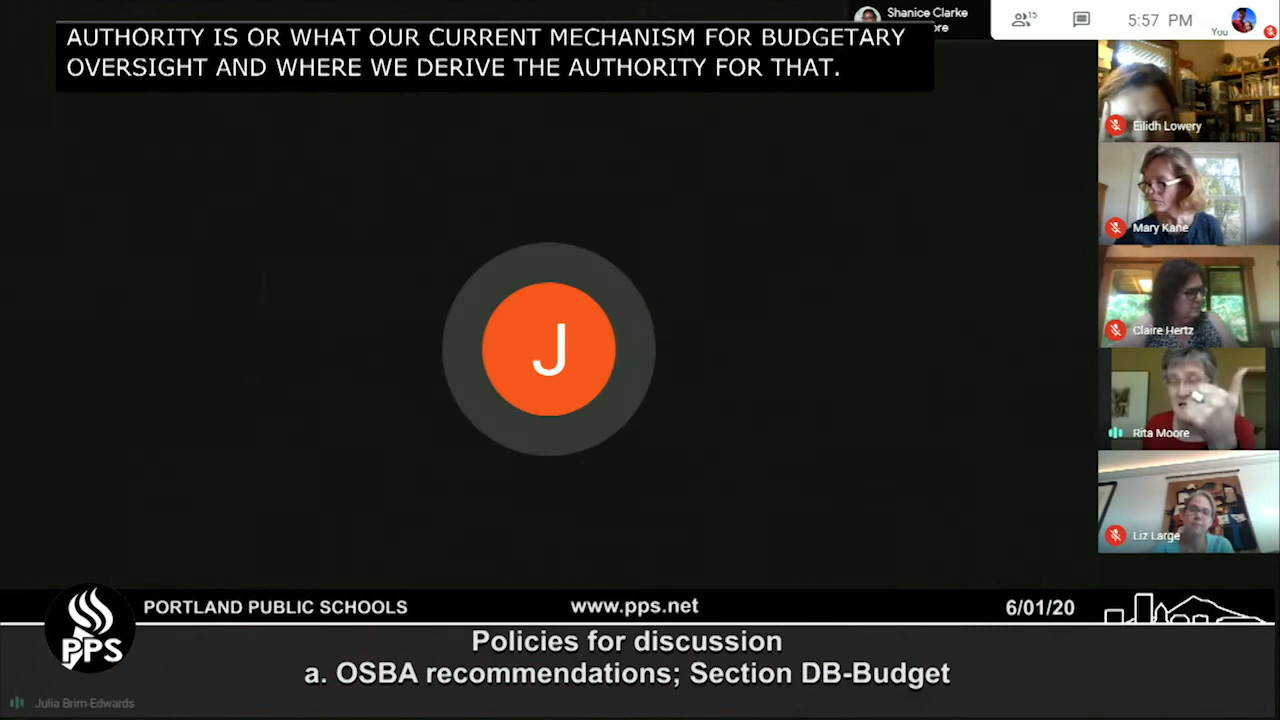 AUTHORITY IS OR WHAT OUR CURRENT MECHANISM FOR BUDGETARY
OVERSIGHT AND WHERE WE DERIVE THE AUTHORITY FOR THAT.
Shanice Clarke
ore
15
5:57 PM
You
Eilidh Lowery
Mary Kane
Claire Hertz
J
Rita Moore
Liz Large
PPS
PORTLAND PUBLIC SCHOOLS
www.pps.net
6/01/20
Policies for discussion
a. OSBA recommendations; Section DB-Budget
Julia Brim-Edwards